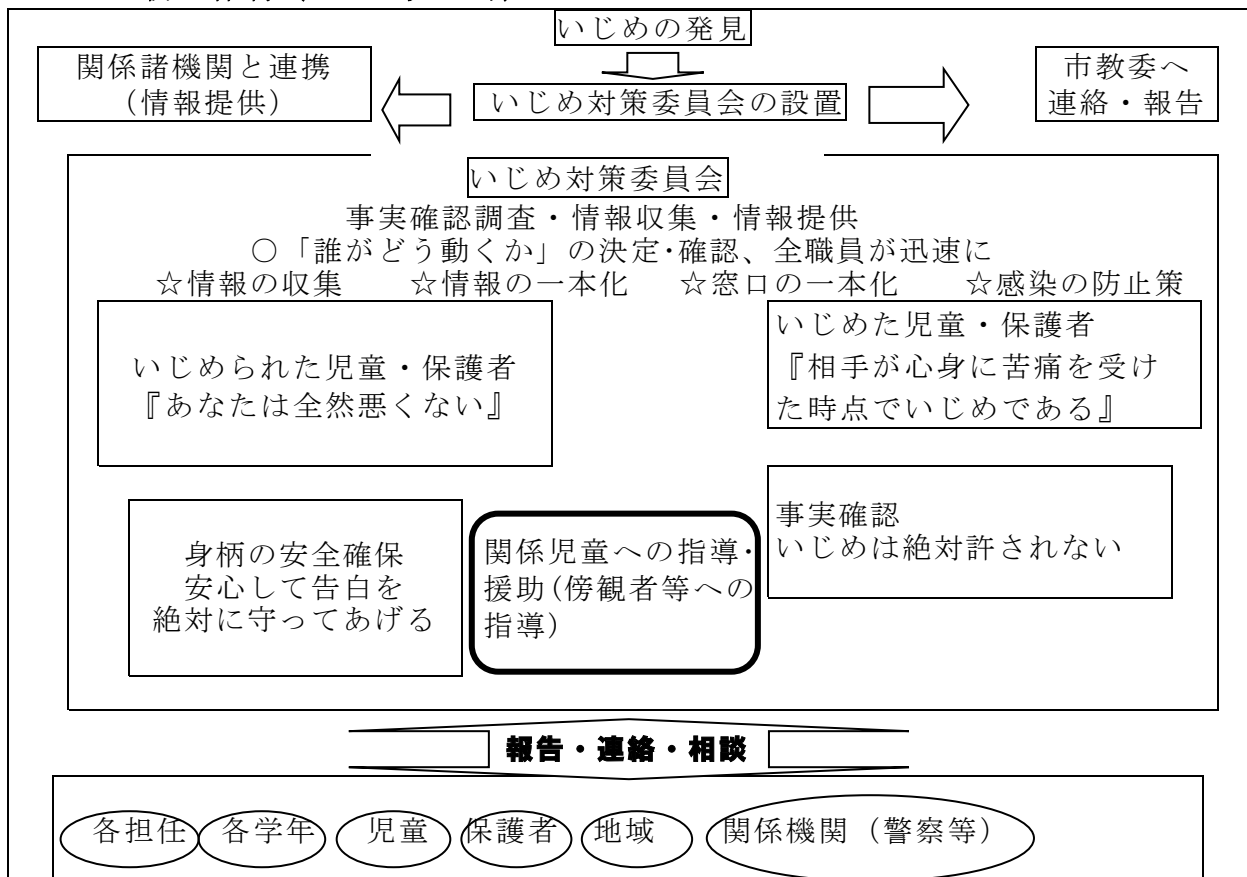 いじめの発見
関係諸機関と連携
(情報提供)
いじめ対策委員会の設置
市教委へ
連絡・報告
いじめ対策委員会
事実確認調査・情報収集・情報提供
〇「誰がどう動くか」の決定・確認、全職員が迅速に
☆情報の収集 ☆情報の一本化 ☆窓口の一本化 ☆感染の防止策
いじめられた児童・保護者
『あなたは全然悪くない』
いじめた児童・保護者
『相手が心身に苦痛を受け
た時点でいじめである』
身柄の安全確保
安心して告白を
絶対に守ってあげる
関係児童への指導・
援助(傍観者等への
指導)
事実確認
いじめは絶対許されない
報告・連絡・相談
各担任 各学年 児童 保護者 地域 関係機関(警察等)